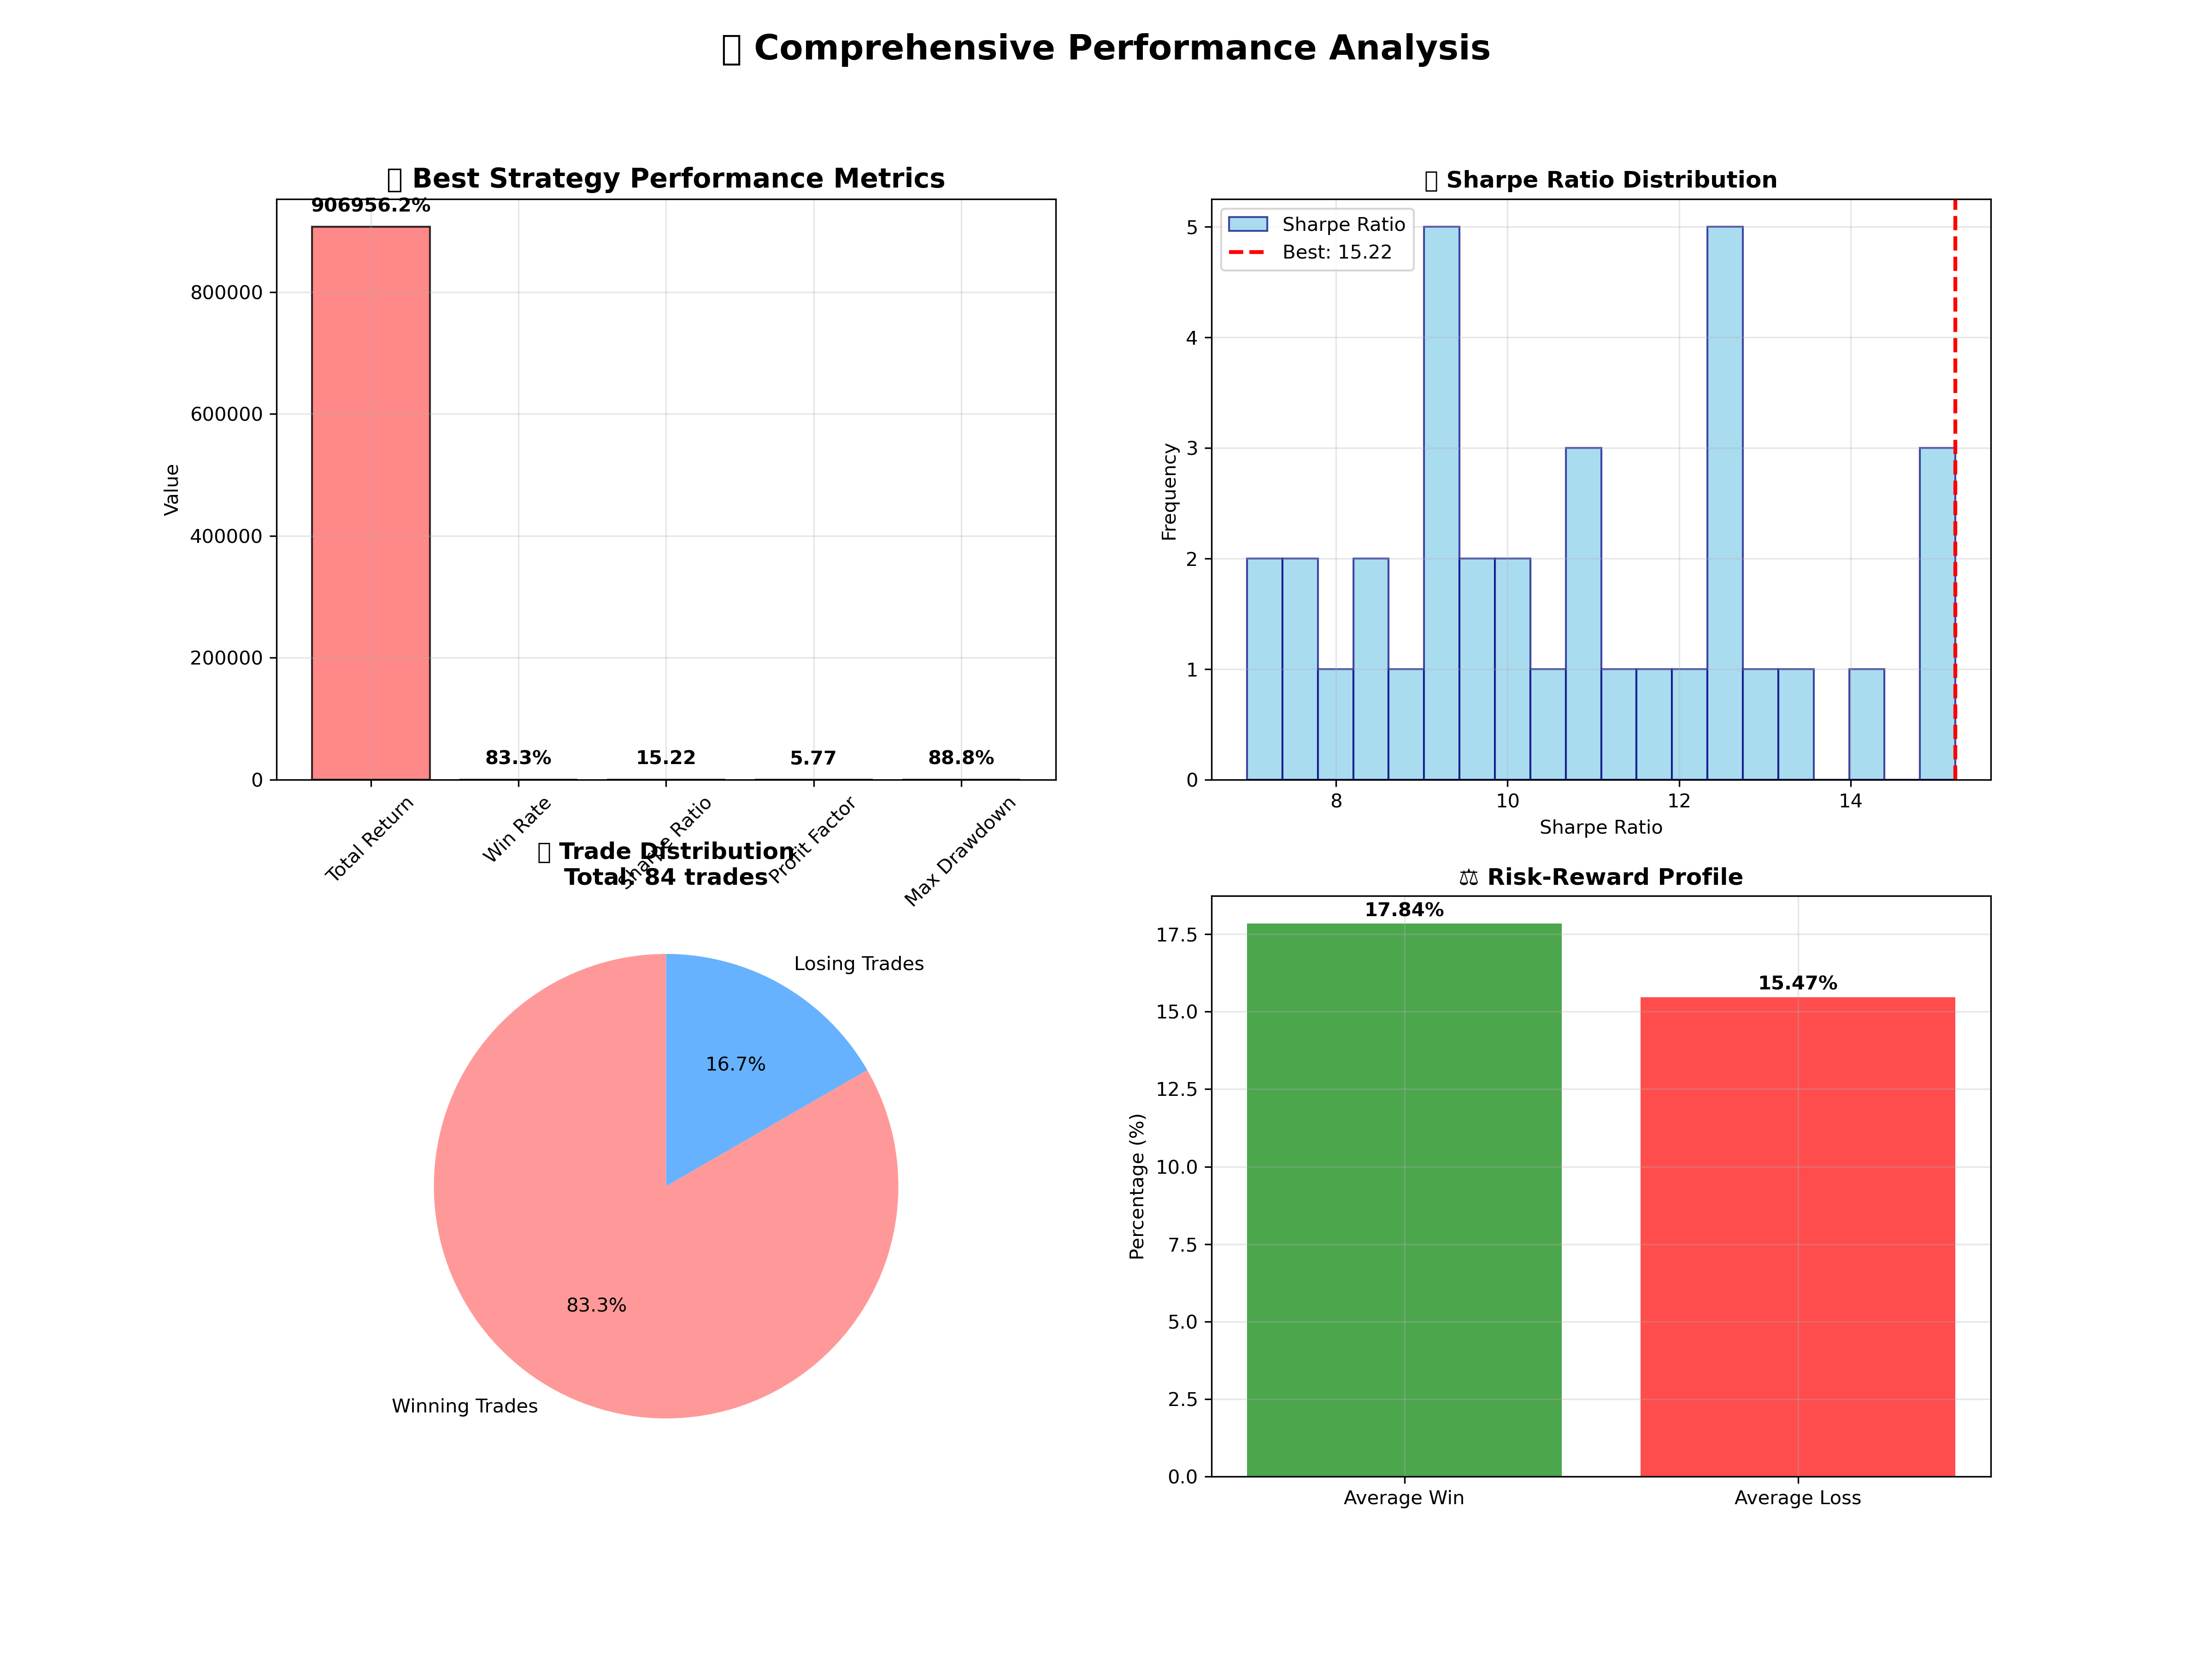 ▯ Comprehensive Performance Analysis
▯ Best Strategy Performance Metrics
906956.2%
83.3%
15.22
5.77
88.8%
Value
800000
600000
400000
200000
0
Total Return
Win Rate
Sharpe Ratio
Profit Factor
Max Drawdown
▯ Sharpe Ratio Distribution
Sharpe Ratio
Best: 15.22
Frequency
5
4
3
2
1
0
8
10
12
14
Sharpe Ratio
▯ Trade Distribution
Total: 84 trades
Losing Trades
16.7%
83.3%
Winning Trades
⚖ Risk-Reward Profile
17.84%
15.47%
Percentage (%)
17.5
15.0
12.5
10.0
7.5
5.0
2.5
0.0
Average Win
Average Loss